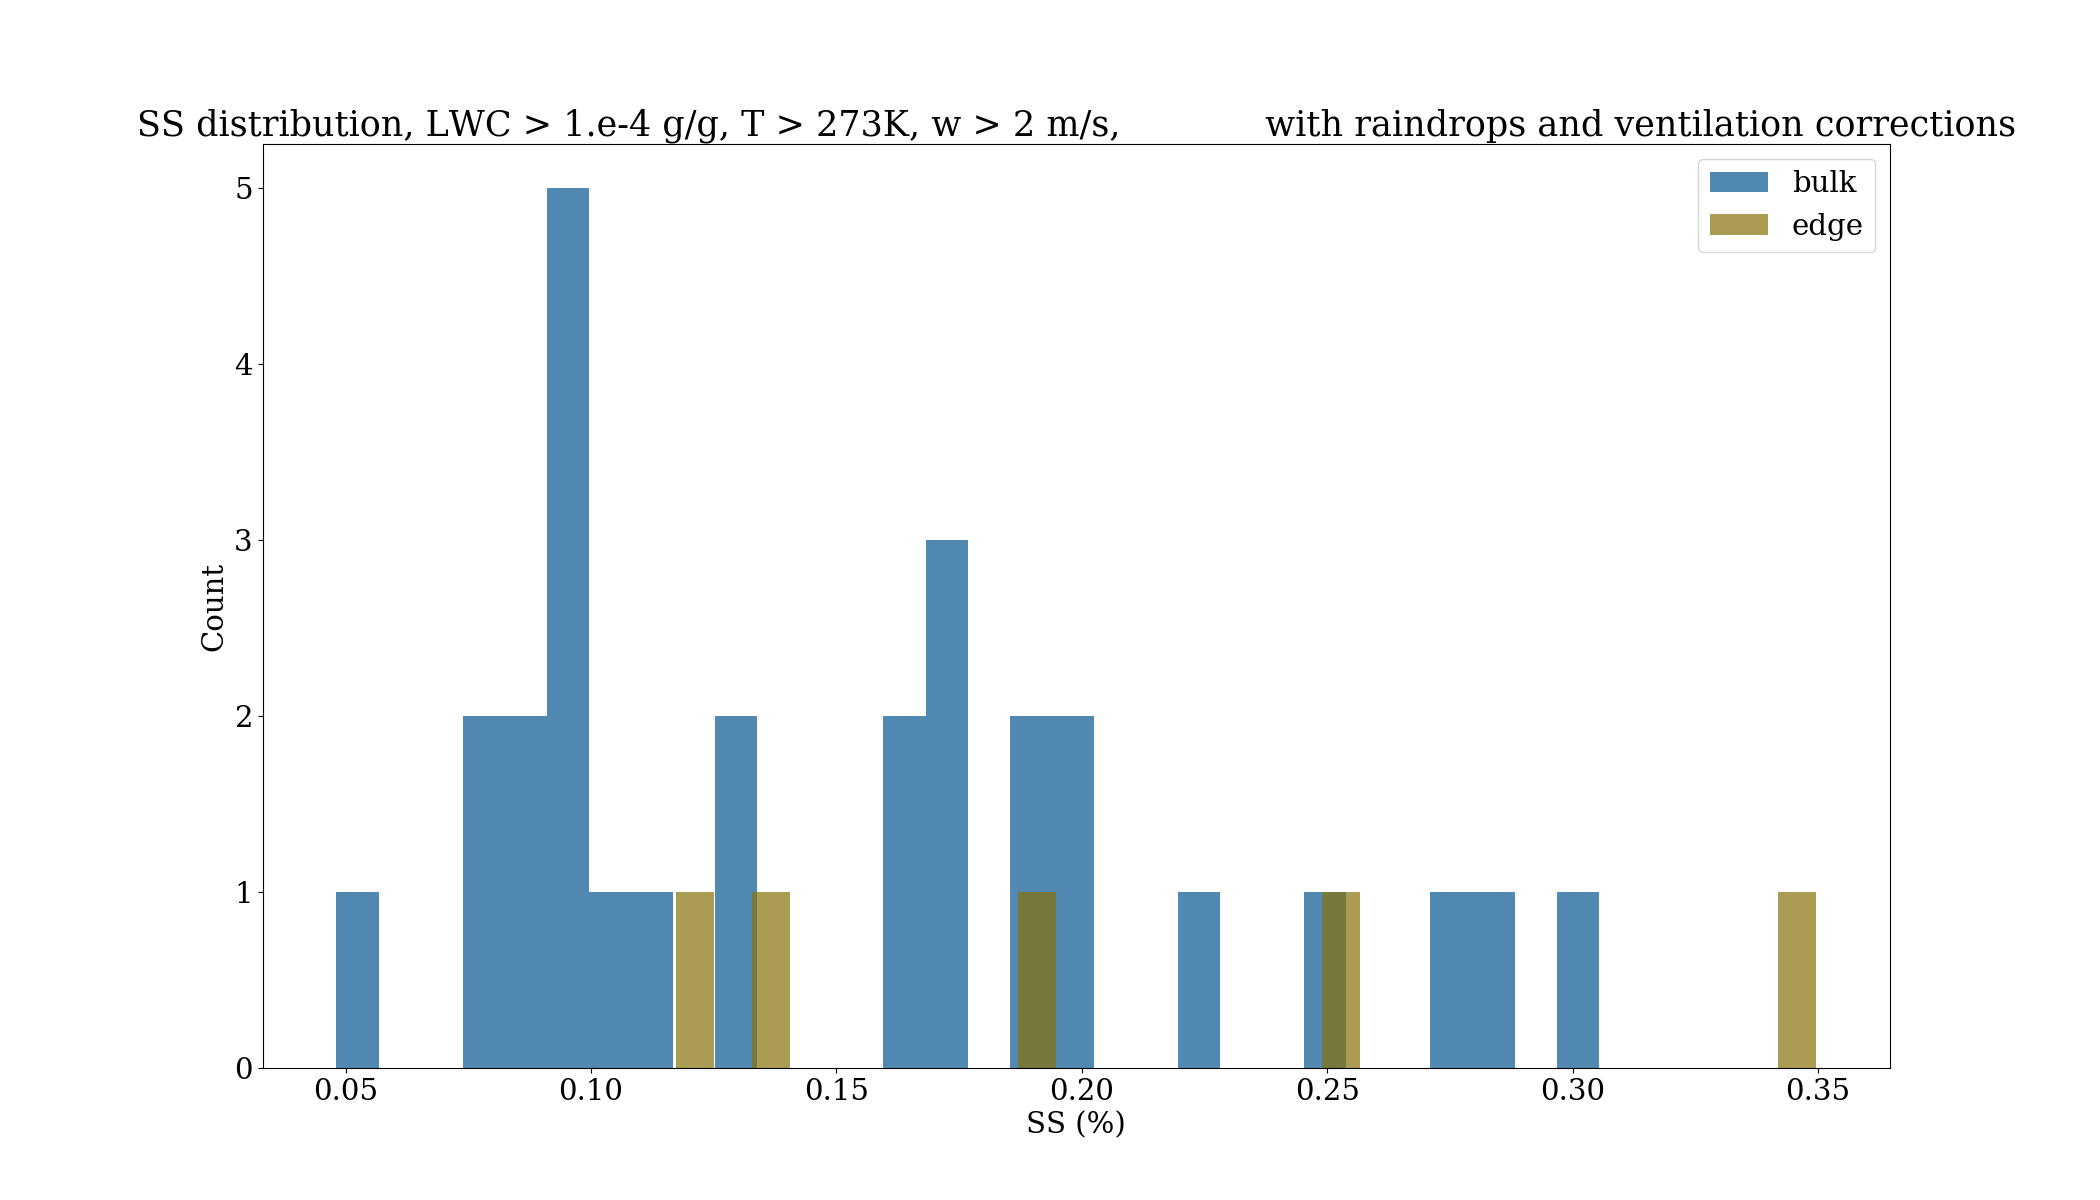 SS distribution, LWC > 1.e-4 g/g, T > 273K, w > 2 m/s,            with raindrops and ventilation corrections
bulk
edge
5
4
3
2
1
0
Count
0.05 0.10 0.15 0.20 0.25 0.30 0.35
SS (%)